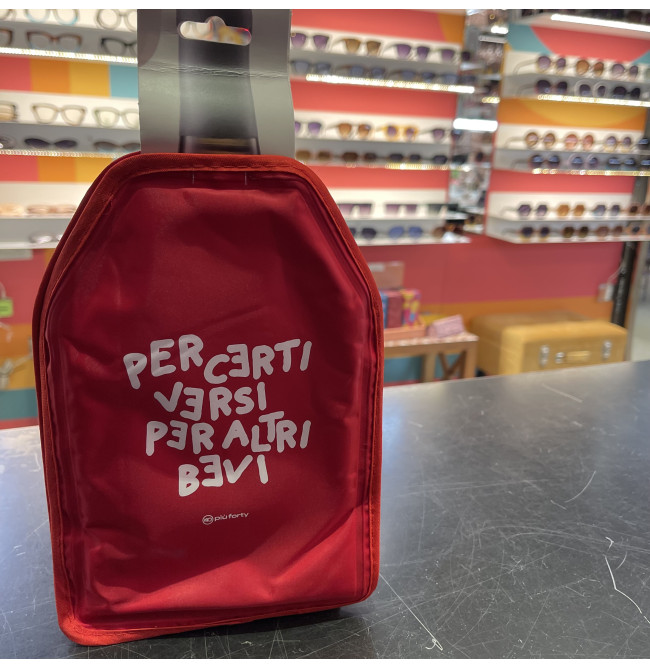 PER CERTI
VERSI
PER ALTRI
BEVI
più forty